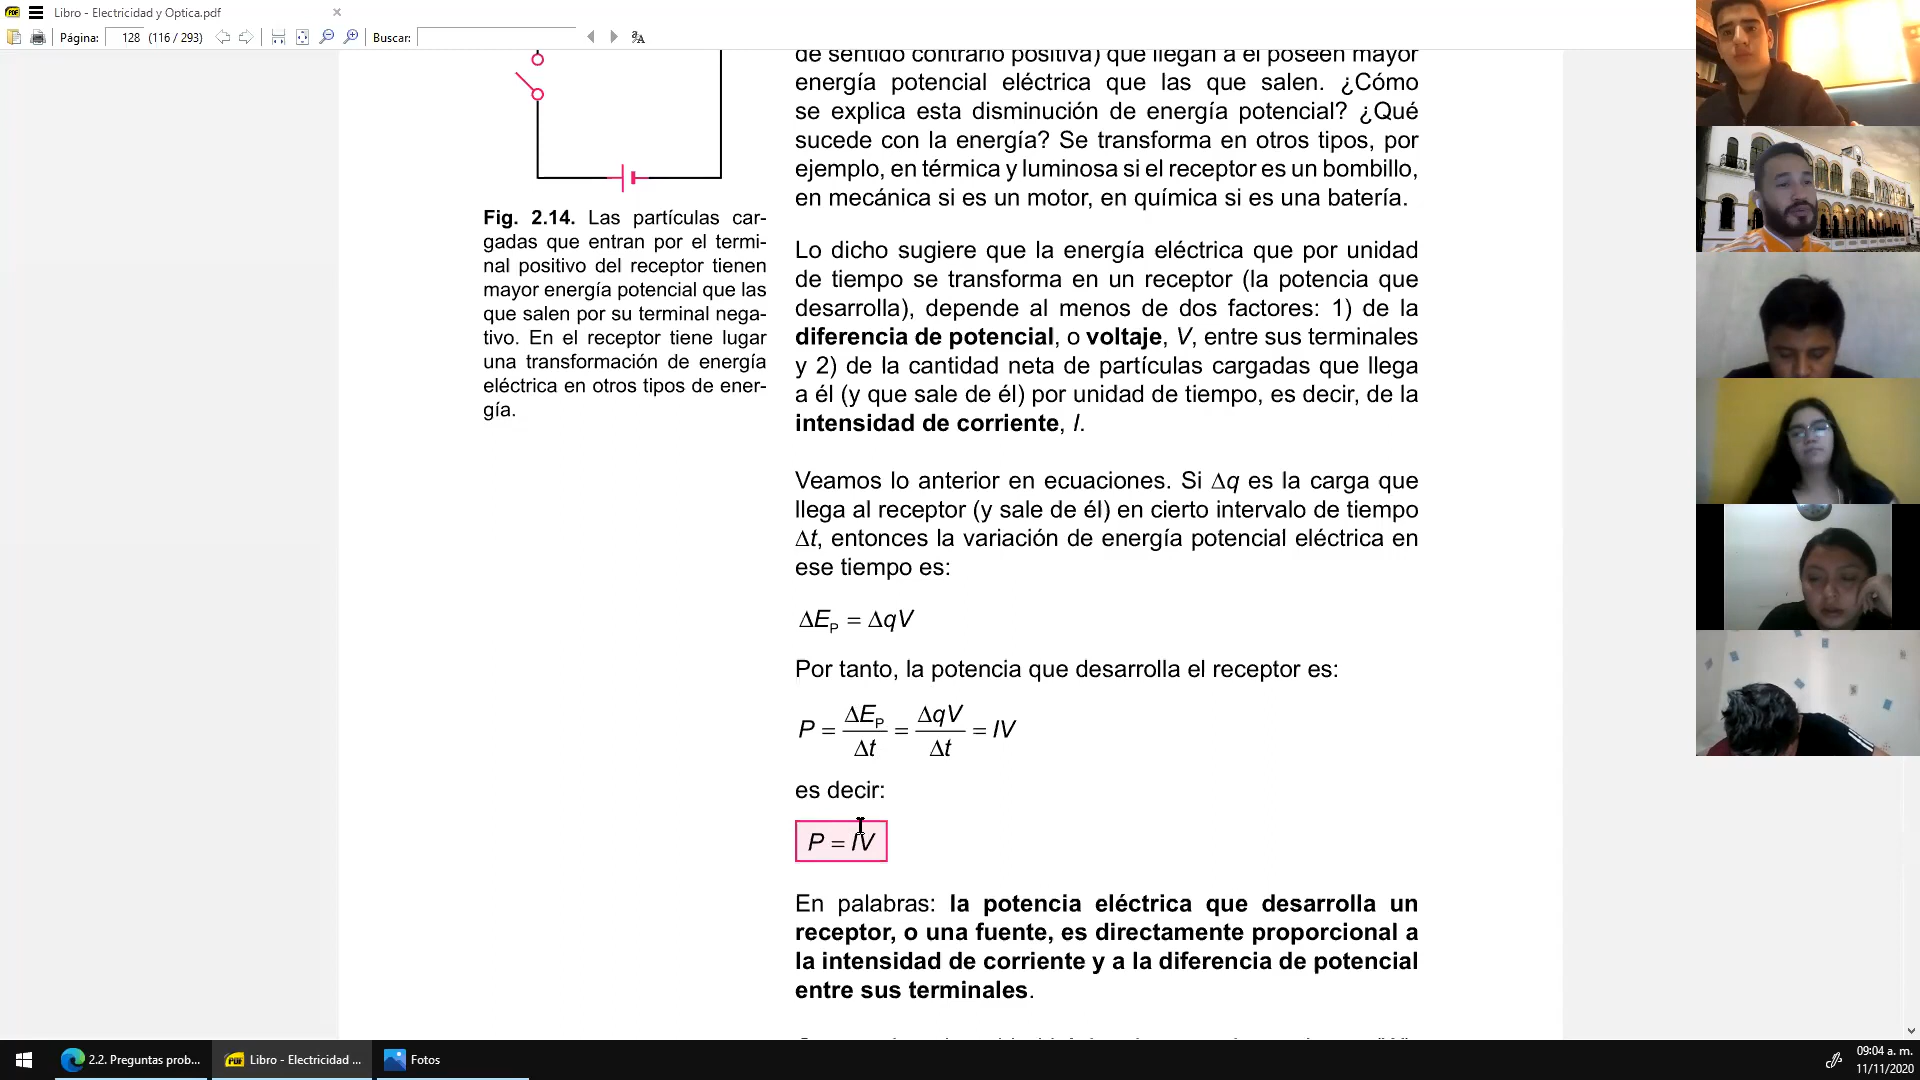 Libro - Electricidad y Optica.pdf
Página: 128 (116 / 293) Buscar:
de sentido contrario positiva) que llegan a él poseen mayor
energía potencial eléctrica que las que salen. ¿Cómo
se explica esta disminución de energía potencial? ¿Qué
sucede con la energía? Se transforma en otros tipos, por
ejemplo, en térmica y luminosa si el receptor es un bombillo,
en mecánica si es un motor, en química si es una batería.
Fig. 2.14. Las partículas car-
gadas que entran por el termi-
nal positivo del receptor tienen
mayor energía potencial que las
que salen por su terminal nega-
tivo. En el receptor tiene lugar
una transformación de energía
eléctrica en otros tipos de ener-
gía.
Lo dicho sugiere que la energía eléctrica que por unidad
de tiempo se transforma en un receptor (la potencia que
desarrolla), depende al menos de dos factores: 1) de la
diferencia de potencial, o voltaje, V, entre sus terminales
y 2) de la cantidad neta de partículas cargadas que llega
a él (y que sale de él) por unidad de tiempo, es decir, de la
intensidad de corriente, I.
Veamos lo anterior en ecuaciones. Si Δq es la carga que
llega al receptor (y sale de él) en cierto intervalo de tiempo
Δt, entonces la variación de energía potencial eléctrica en
ese tiempo es:
ΔE_P = ΔqV
Por tanto, la potencia que desarrolla el receptor es:
P = ΔE_P/Δt = ΔqV/Δt = IV
es decir:
P = IV
En palabras: la potencia eléctrica que desarrolla un
receptor, o una fuente, es directamente proporcional a
la intensidad de corriente y a la diferencia de potencial
entre sus terminales.
2.2. Preguntas prob... Libro - Electricidad ... Fotos
09:04 a. m.
11/11/2020